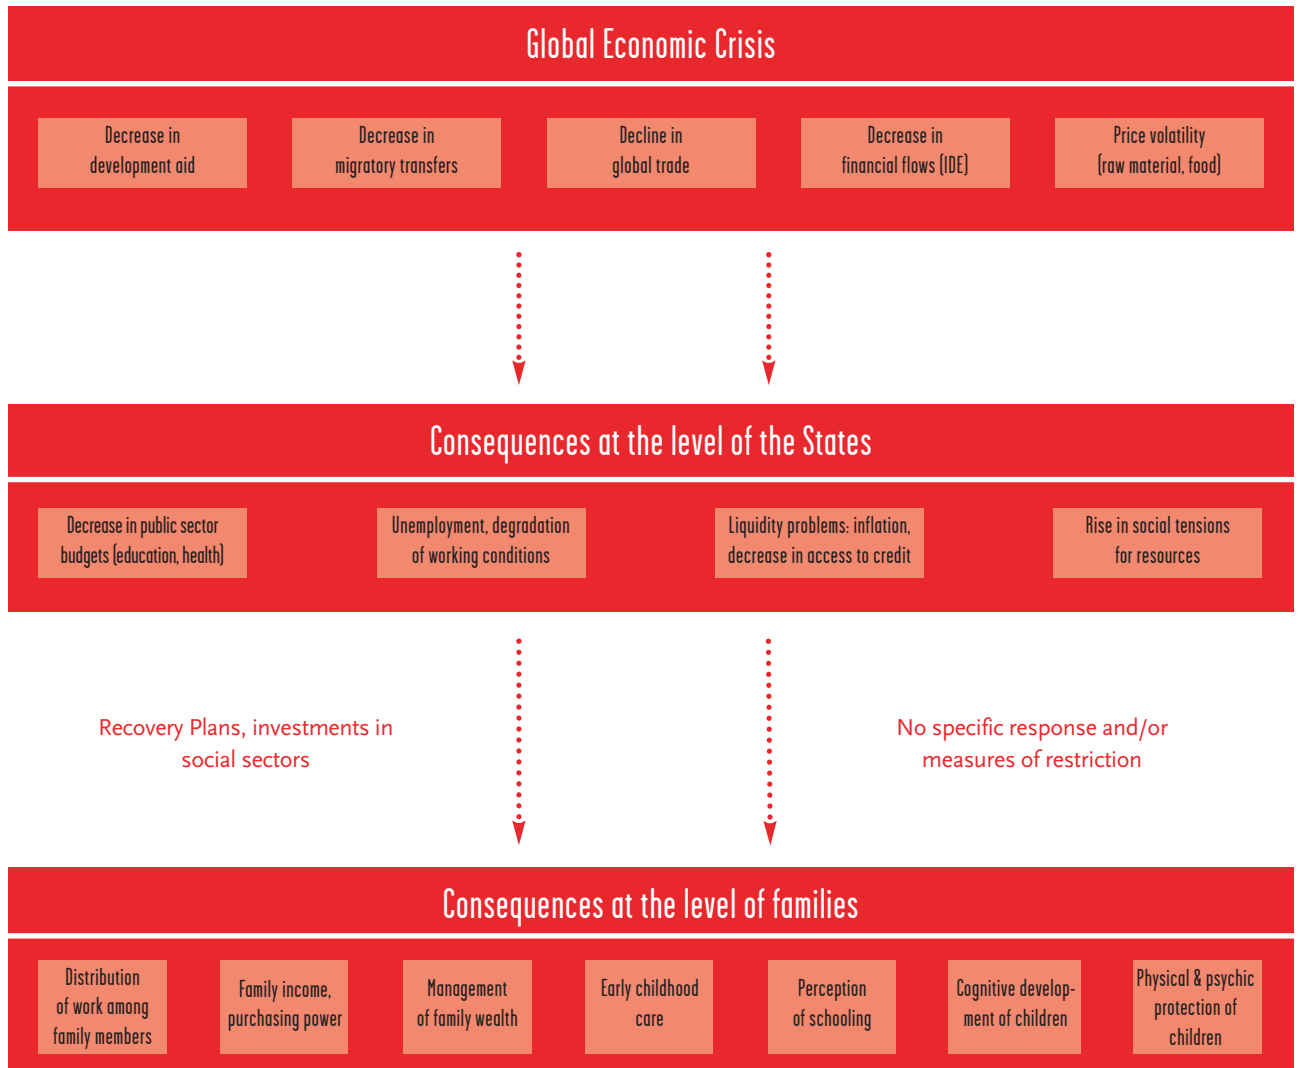 Global Economic Crisis
Decrease in
development aid
Decrease in
migratory transfers
Decline in
global trade
Decrease in
financial flows (IDE)
Price volatility
(raw material, food)
Consequences at the level of the States
Decrease in public sector
budgets (education, health)
Unemployment, degradation
of working conditions
Liquidity problems: inflation,
decrease in access to credit
Rise in social tensions
for resources
Recovery Plans, investments in
social sectors
No specific response and/or
measures of restriction
Consequences at the level of families
Distribution
of work among
family members
Family income,
purchasing power
Management
of family wealth
Early childhood
care
Perception
of schooling
Cognitive develop-
ment of children
Physical & psychic
protection of
children